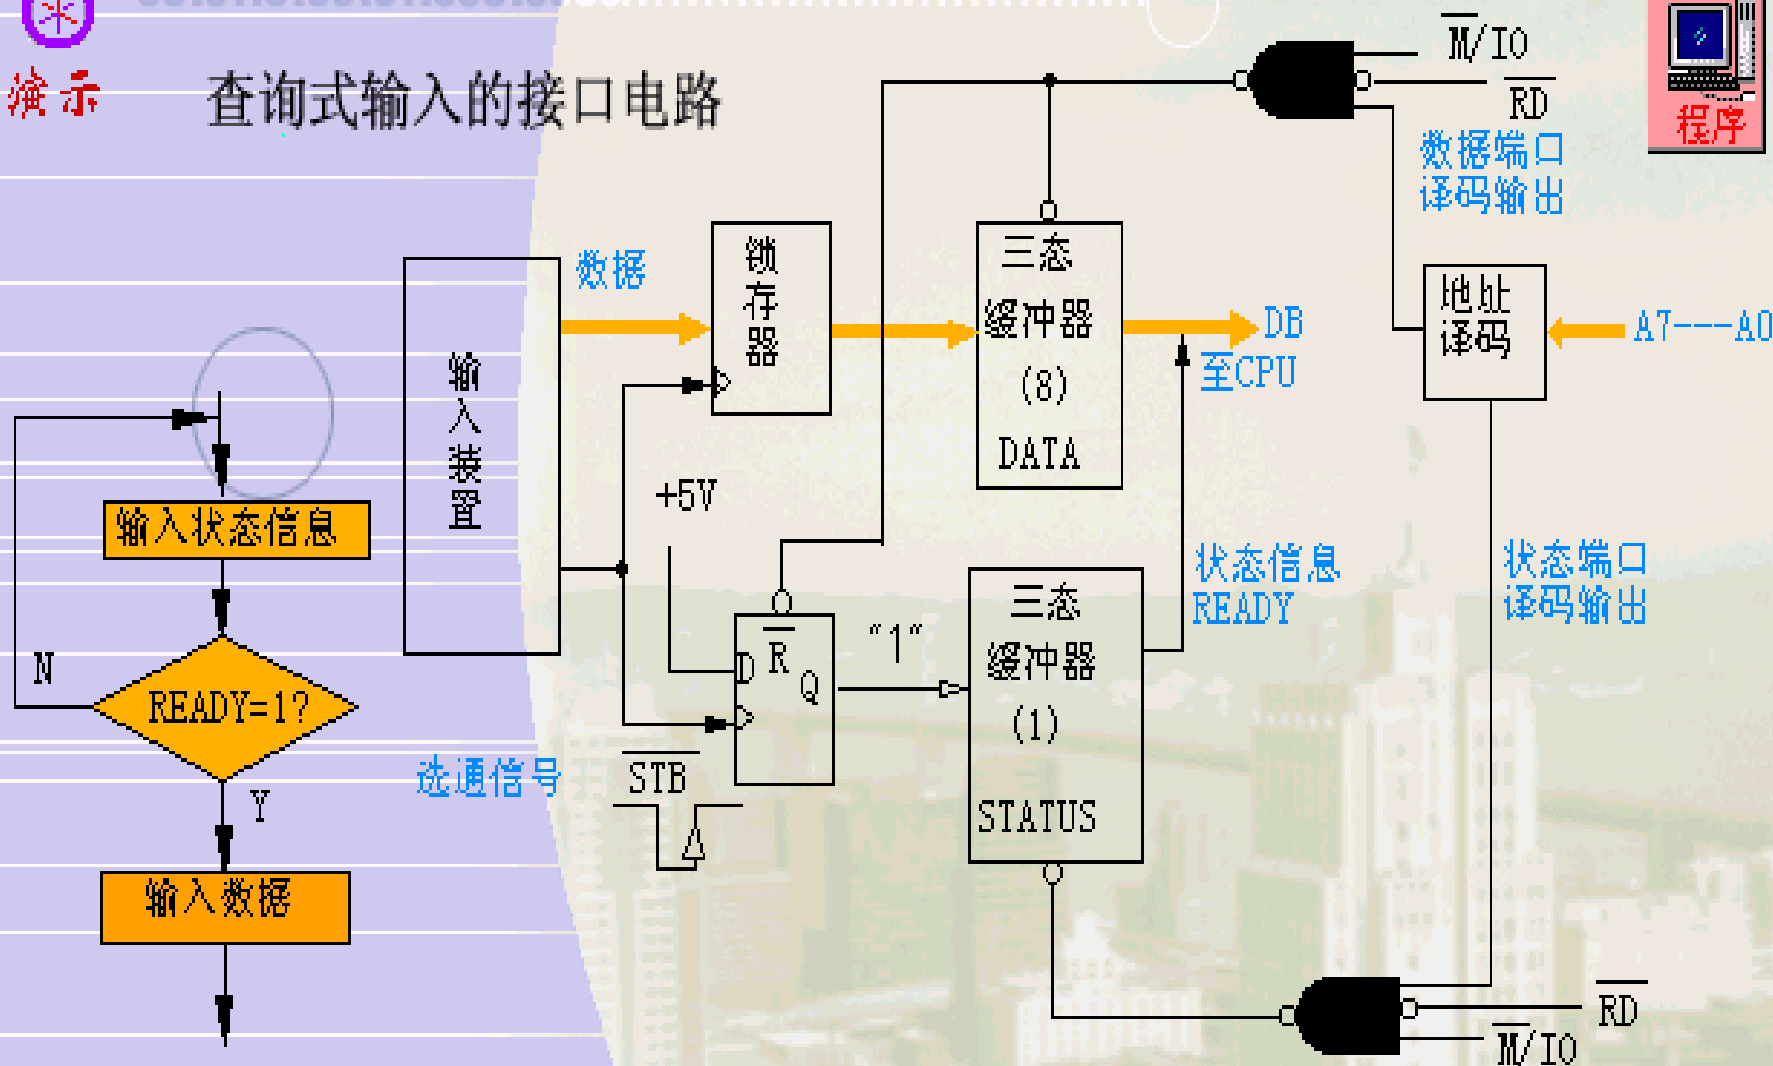 演示
查询式输入的接口电路
M/IO
RD
程序
数据端口
译码输出
数据
锁存器
三态
缓冲器
(8)
DATA
DB
至CPU
地址
译码
A7---A0
输入装置
+5V
输入状态信息
N
READY=1?
Y
输入数据
选通信号
STB
D
R
Q
“1“
三态
缓冲器
(1)
STATUS
状态信息
READY
状态端口
译码输出
RD
M/IO